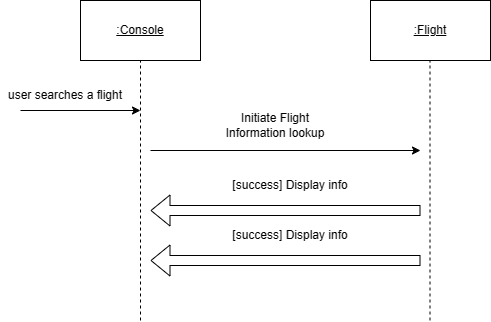 :Console
:Flight
user searches a flight
Initiate Flight
Information lookup
[success] Display info
[success] Display info